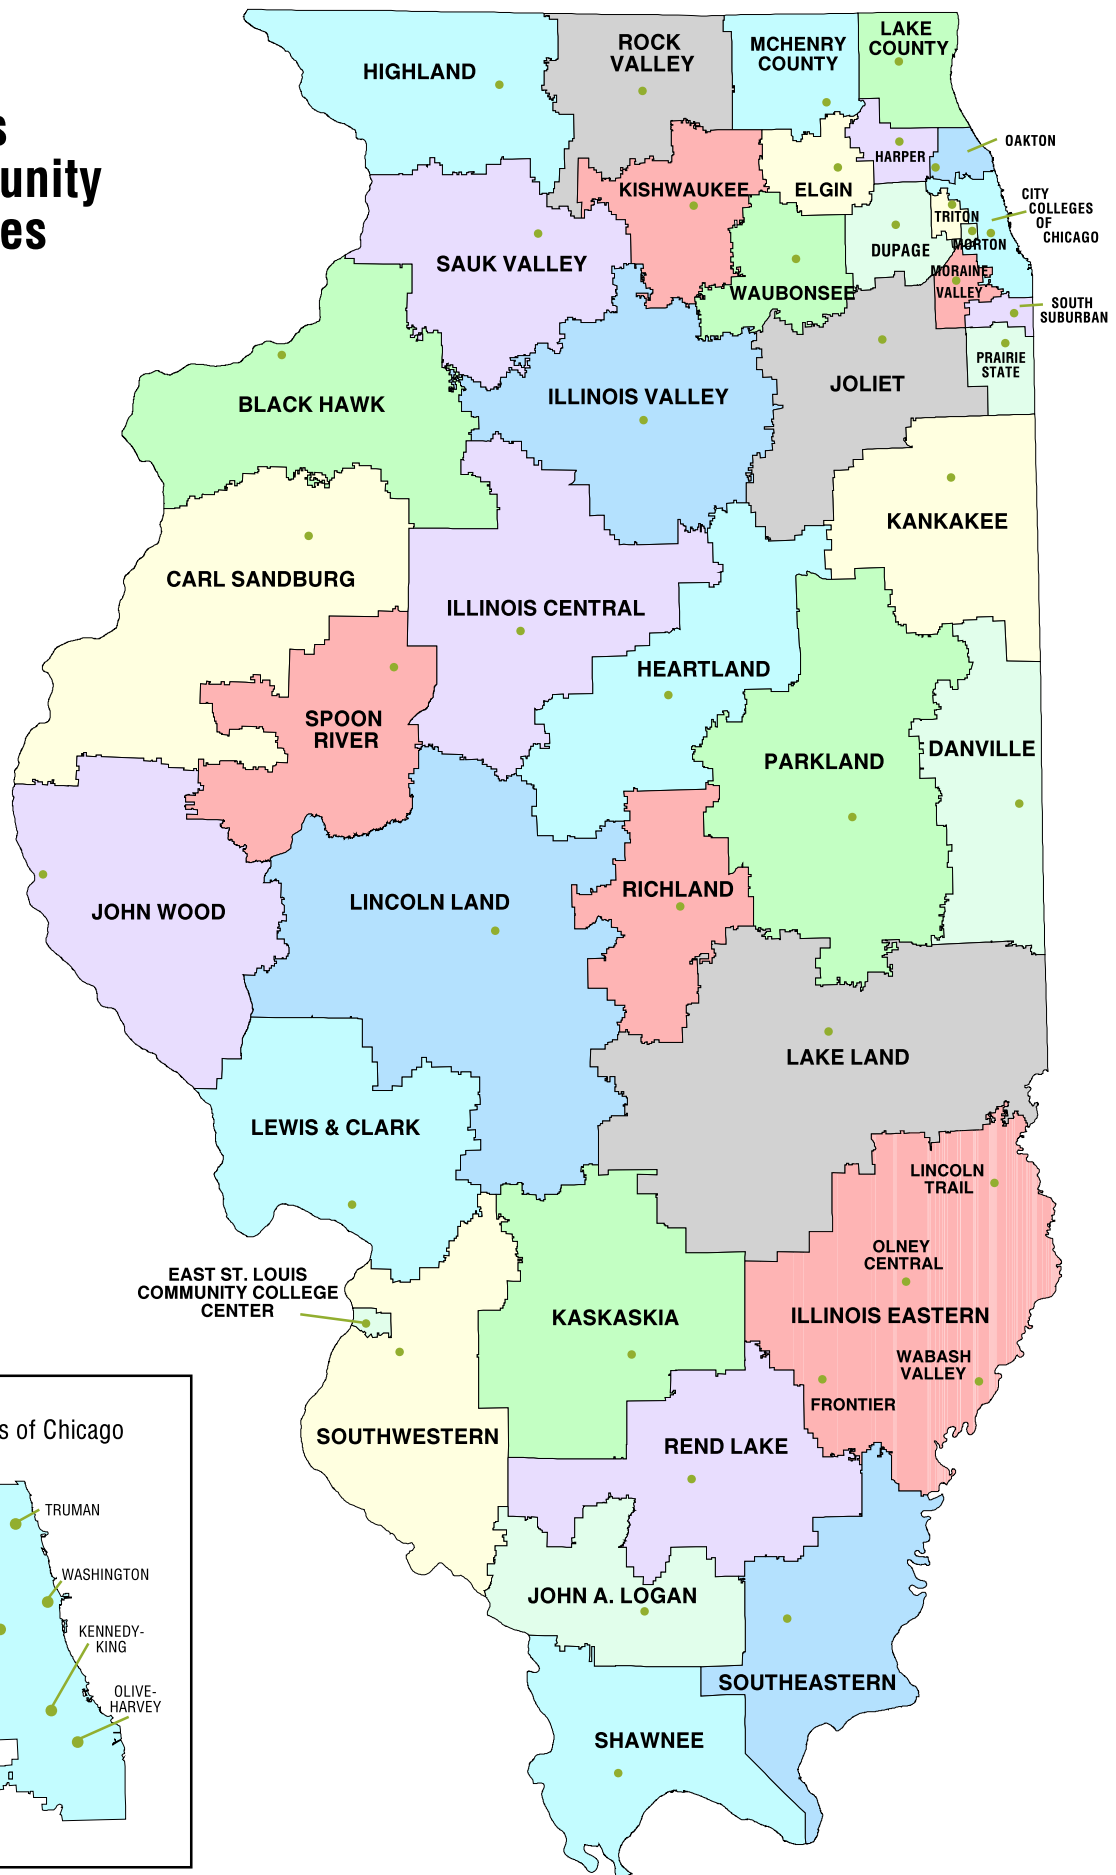 s
unity
es
HIGHLAND
ROCK
VALLEY
MCHENRY
COUNTY
LAKE
COUNTY
OAKTON
HARPER
KISHWAUKEE
ELGIN
CITY
COLLEGES
OF
CHICAGO
TRITON
SAUK VALLEY
DUPAGE
MORTON
MORAINE
VALLEY
WAUBONSEE
SOUTH
SUBURBAN
PRAIRIE
STATE
BLACK HAWK
ILLINOIS VALLEY
JOLIET
KANKAKEE
CARL SANDBURG
ILLINOIS CENTRAL
HEARTLAND
SPOON
RIVER
PARKLAND
DANVILLE
JOHN WOOD
LINCOLN LAND
RICHLAND
LAKE LAND
LEWIS & CLARK
LINCOLN
TRAIL
OLNEY
CENTRAL
EAST ST. LOUIS
COMMUNITY COLLEGE
CENTER
KASKASKIA
ILLINOIS EASTERN
WABASH
VALLEY
FRONTIER
SOUTHWESTERN
REND LAKE
JOHN A. LOGAN
SOUTHEASTERN
SHAWNEE
s of Chicago
TRUMAN
WASHINGTON
KENNEDY-
KING
OLIVE-
HARVEY